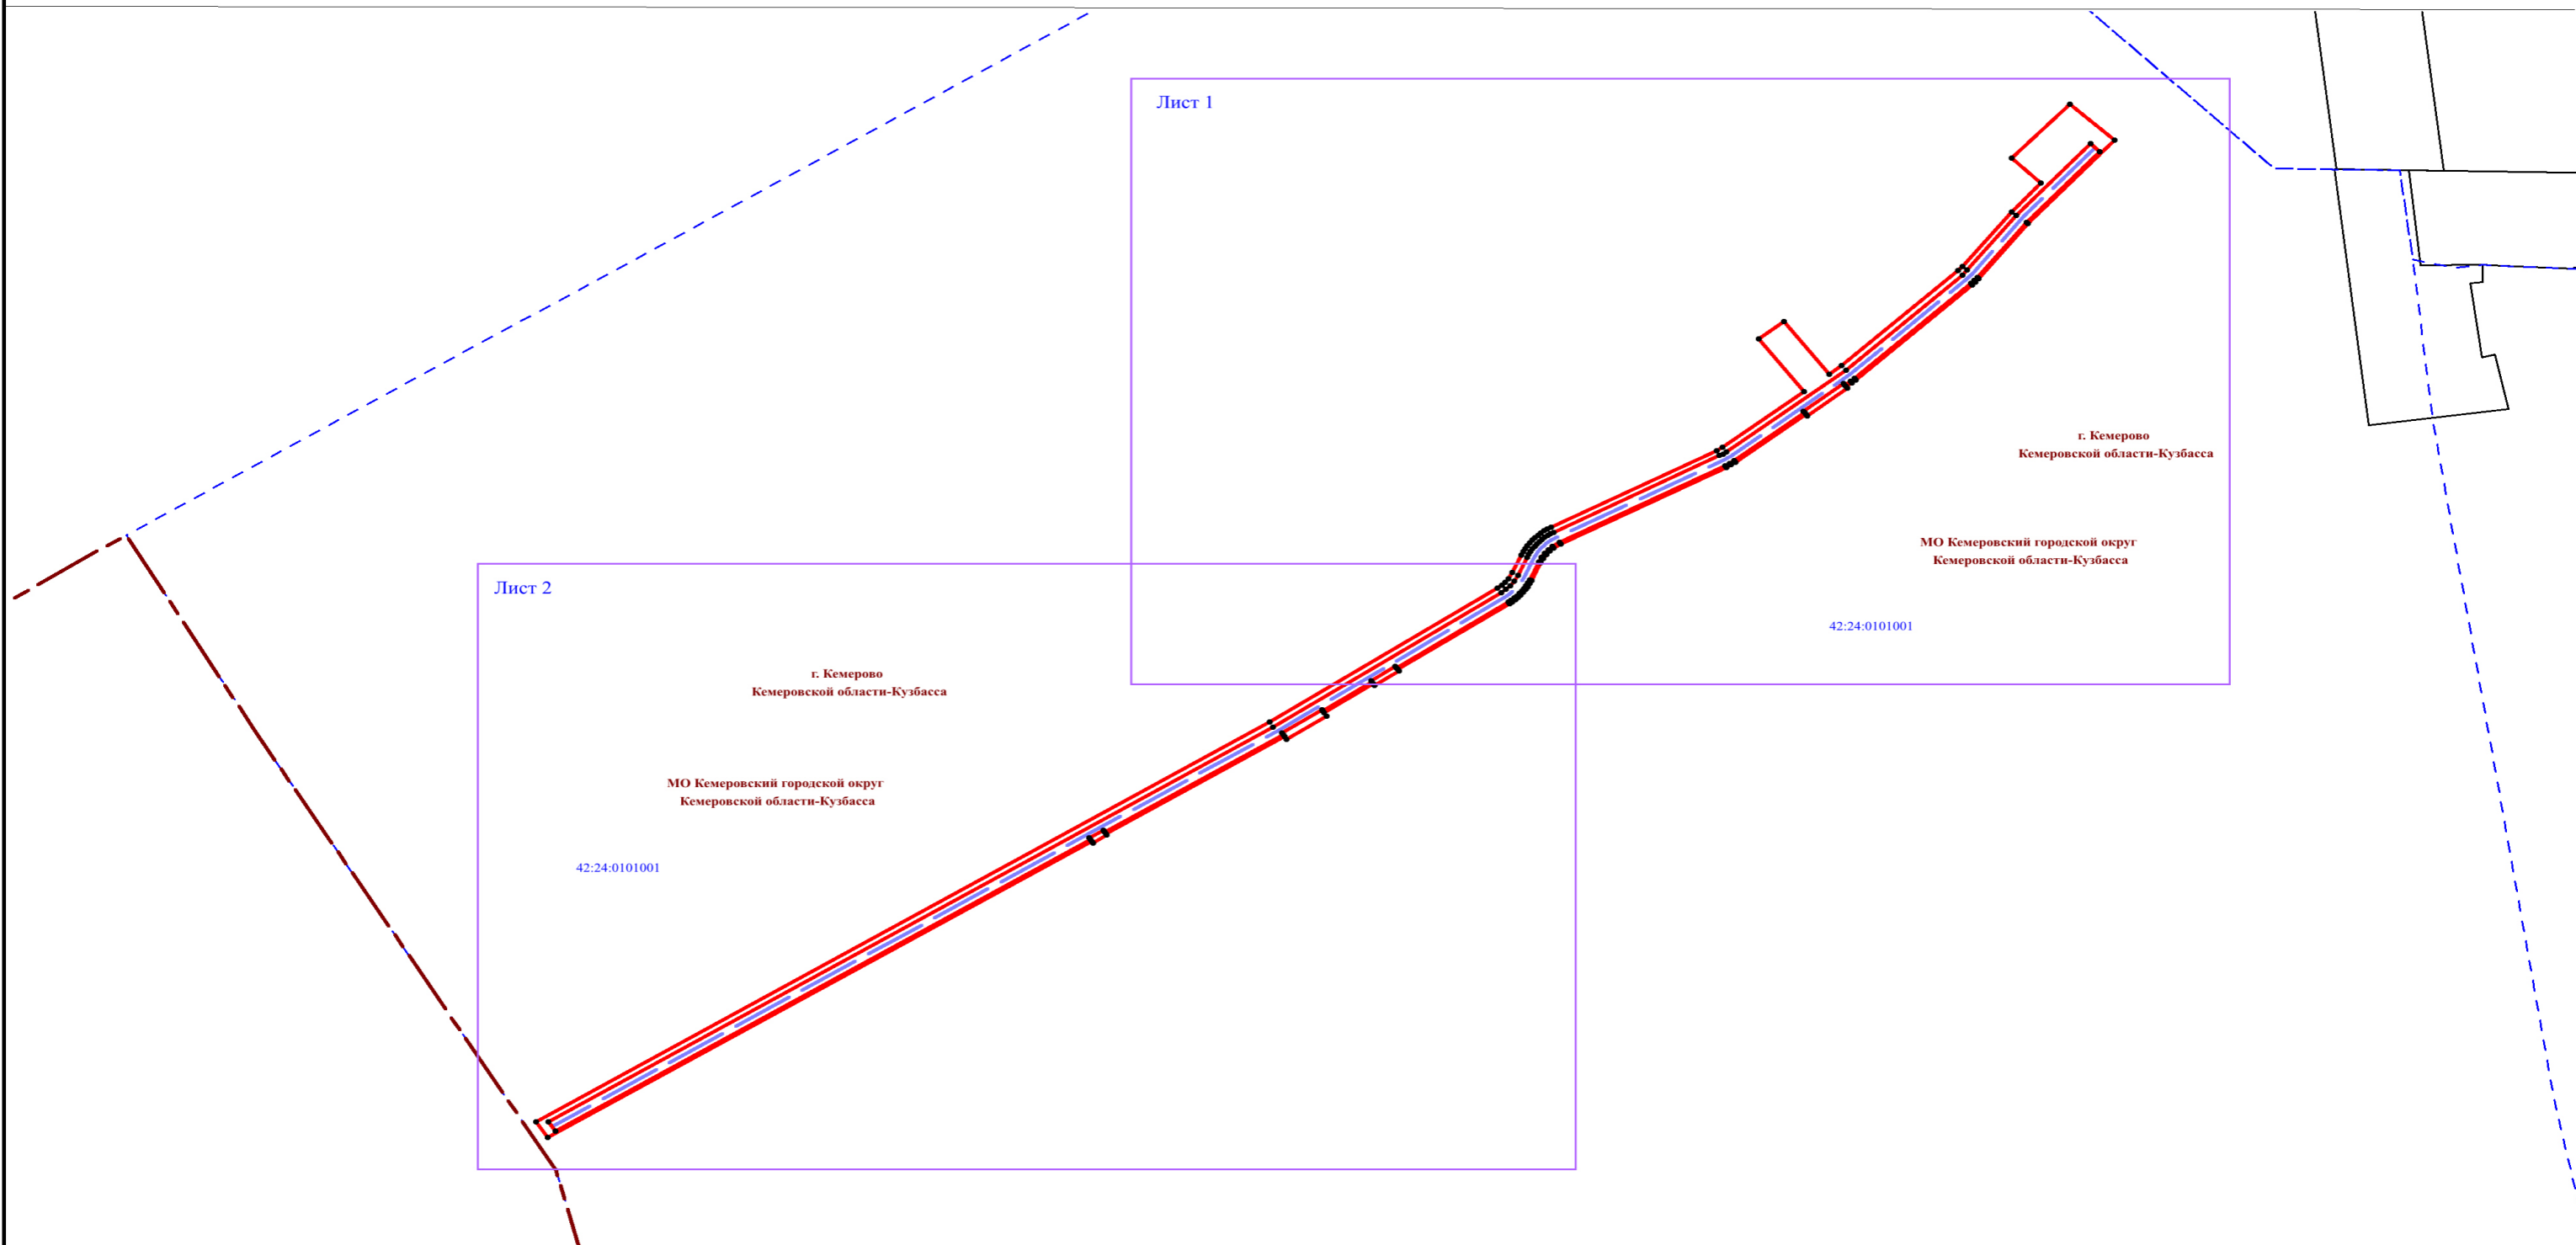 Лист 1
г. Кемерово
Кемеровской области-Кузбасса
МО Кемеровский городской округ
Кемеровской области-Кузбасса
42:24:0101001
Лист 2
г. Кемерово
Кемеровской области-Кузбасса
МО Кемеровский городской округ
Кемеровской области-Кузбасса
42:24:0101001